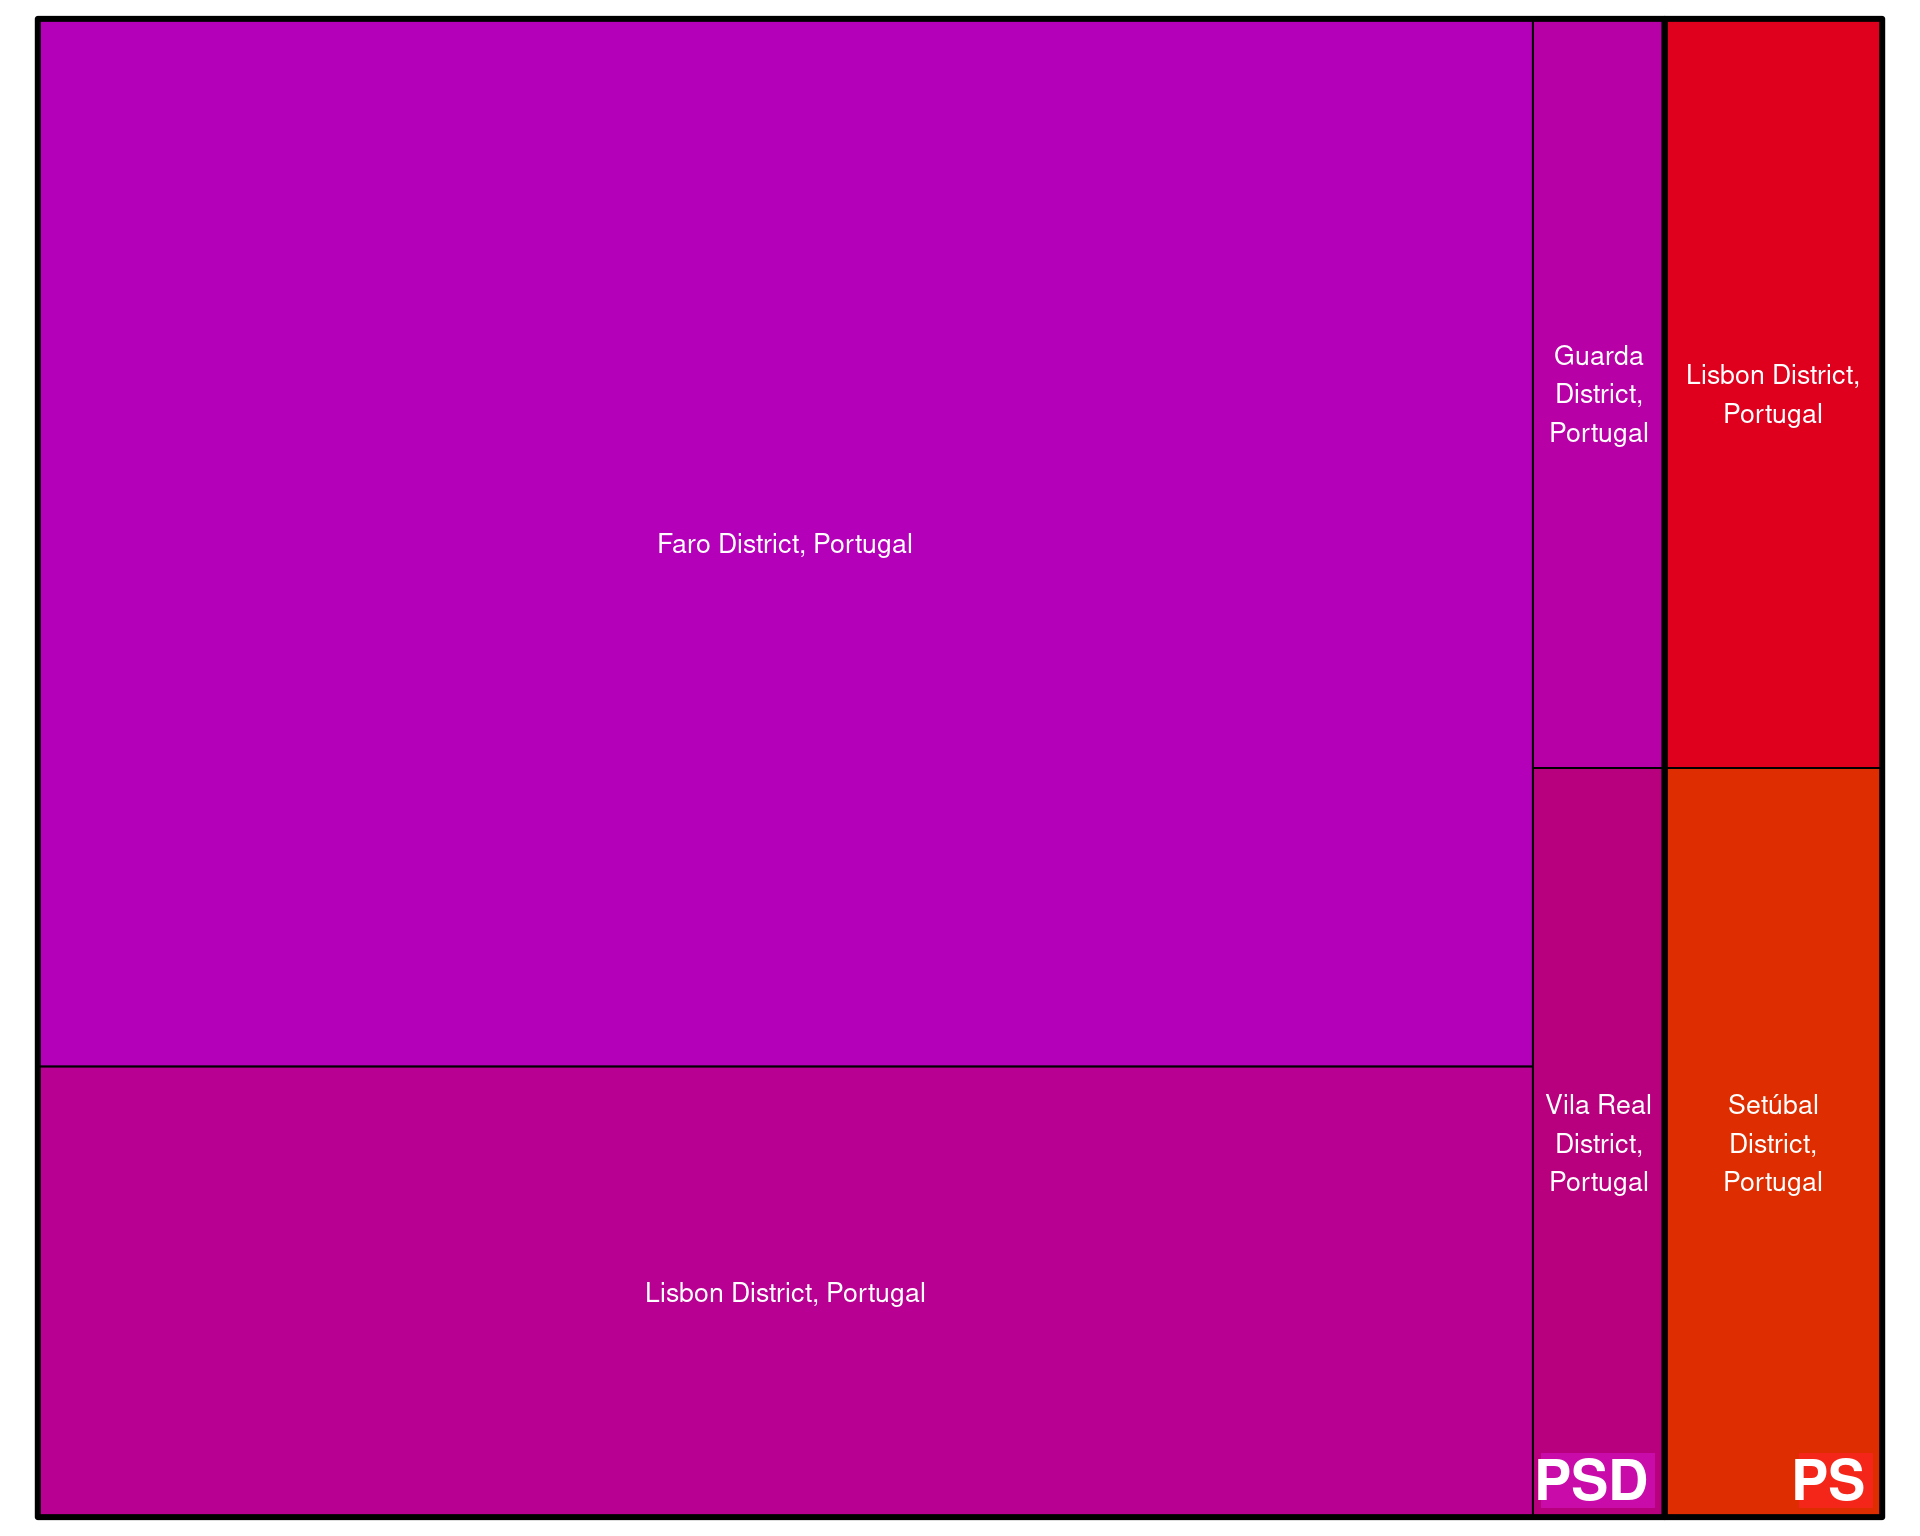 Faro District, Portugal
Lisbon District, Portugal
Guarda
District,
Portugal
Vila Real
District,
Portugal
PSD
Lisbon District,
Portugal
Setúbal
District,
Portugal
PS